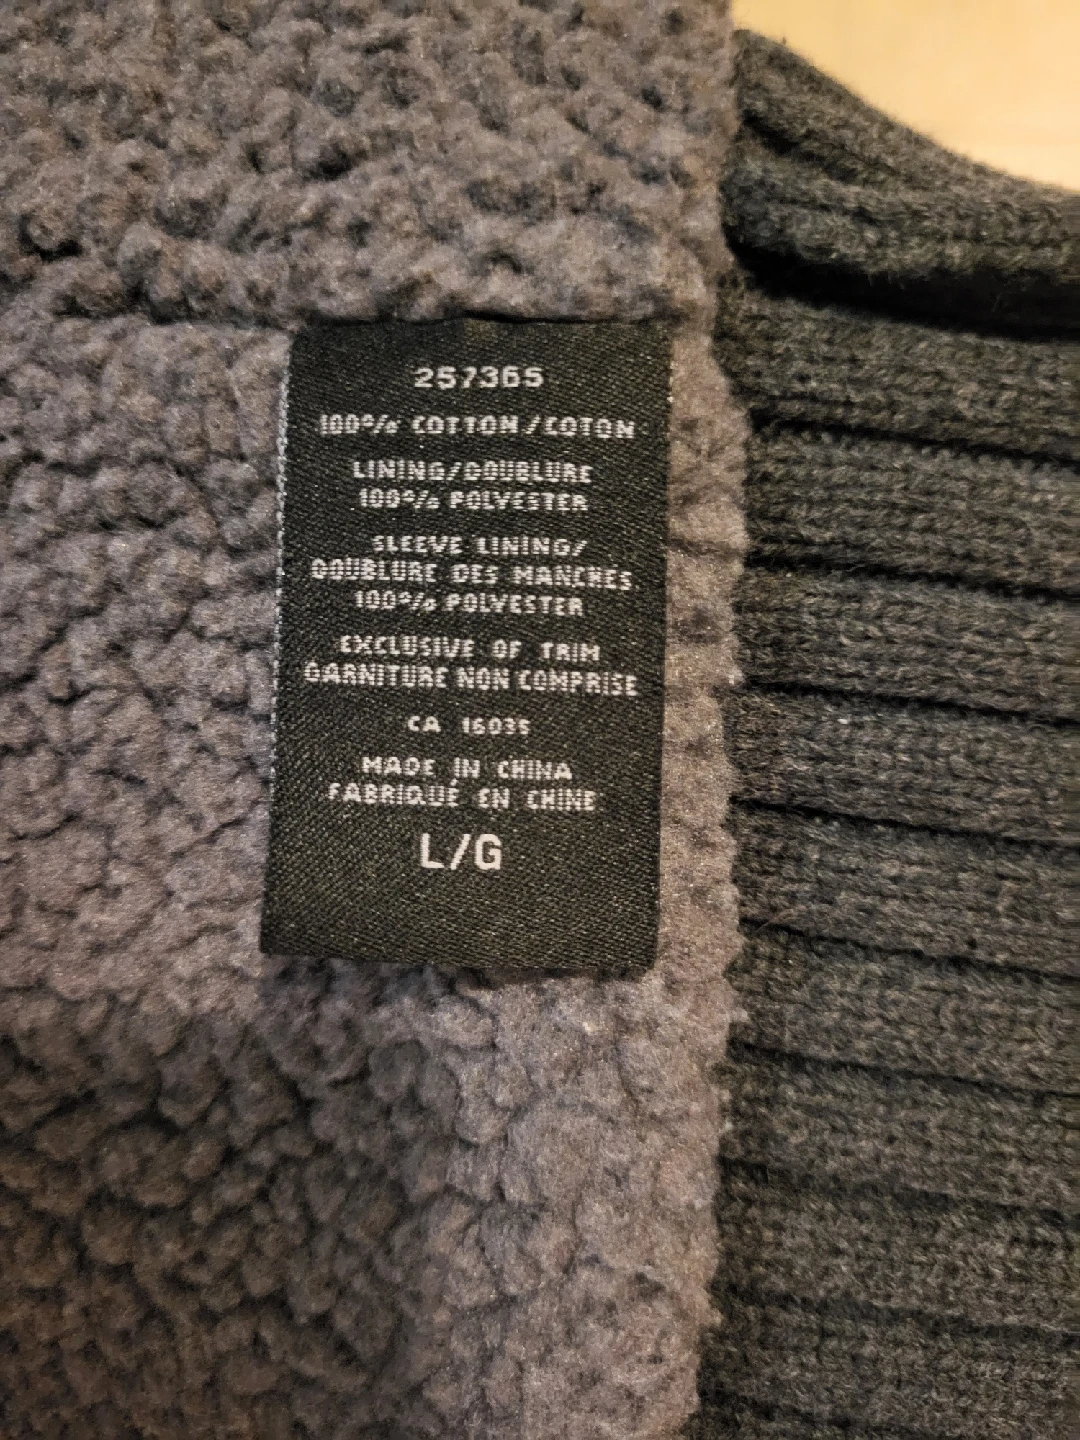 257365
100% COTTON/COTON
LINING/DOUBLURE
100% POLYESTER
SLEEVE LINING/
DOUBLURE DES MANCHES
100% POLYESTER
EXCLUSIVE OF TRIM
GARNITURE NON COMPRISE
CA 16035
MADE IN CHINA
FABRIQUÉ EN CHINE
L/G